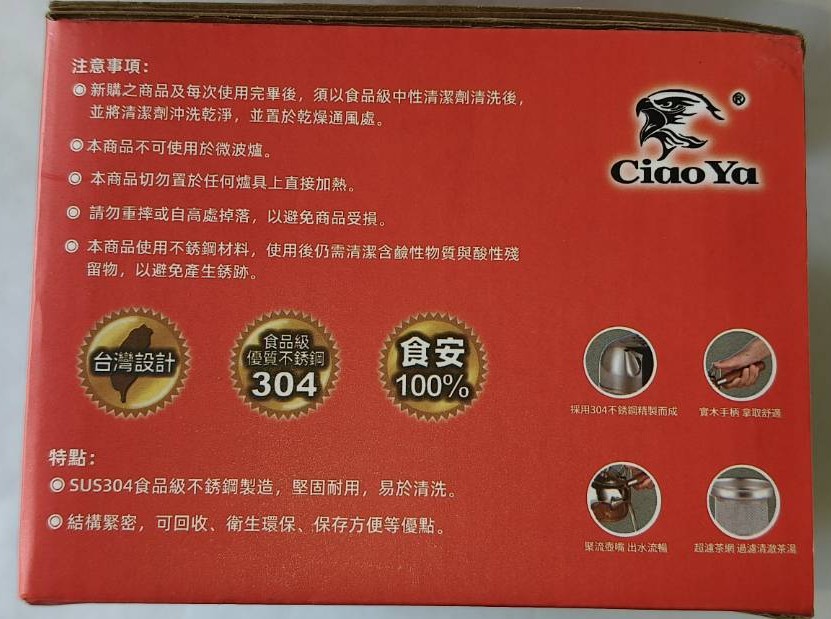 注意事項：
◎ 新購之商品及每次使用完畢後，須以食品級中性清潔劑清洗後，
並將清潔劑沖洗乾淨，並置於乾燥通風處。
◎ 本商品不可使用於微波爐。
◎ 本商品切勿置於任何爐具上直接加熱。
◎ 請勿重摔或自高處掉落，以避免商品受損。
◎ 本商品使用不銹鋼材料，使用後仍需清潔含鹼性物質與酸性殘
留物，以避免產生銹跡。
®
Ciao Ya
台灣設計
食品級
優質不銹鋼
304
食安
100%
採用304不銹鋼精製而成
實木手柄 拿取舒適
特點：
◎ SUS304食品級不銹鋼製造，堅固耐用，易於清洗。
◎ 結構緊密，可回收、衛生環保、保存方便等優點。
聚流壺嘴 出水流暢
超濾茶網 過濾清澈茶湯